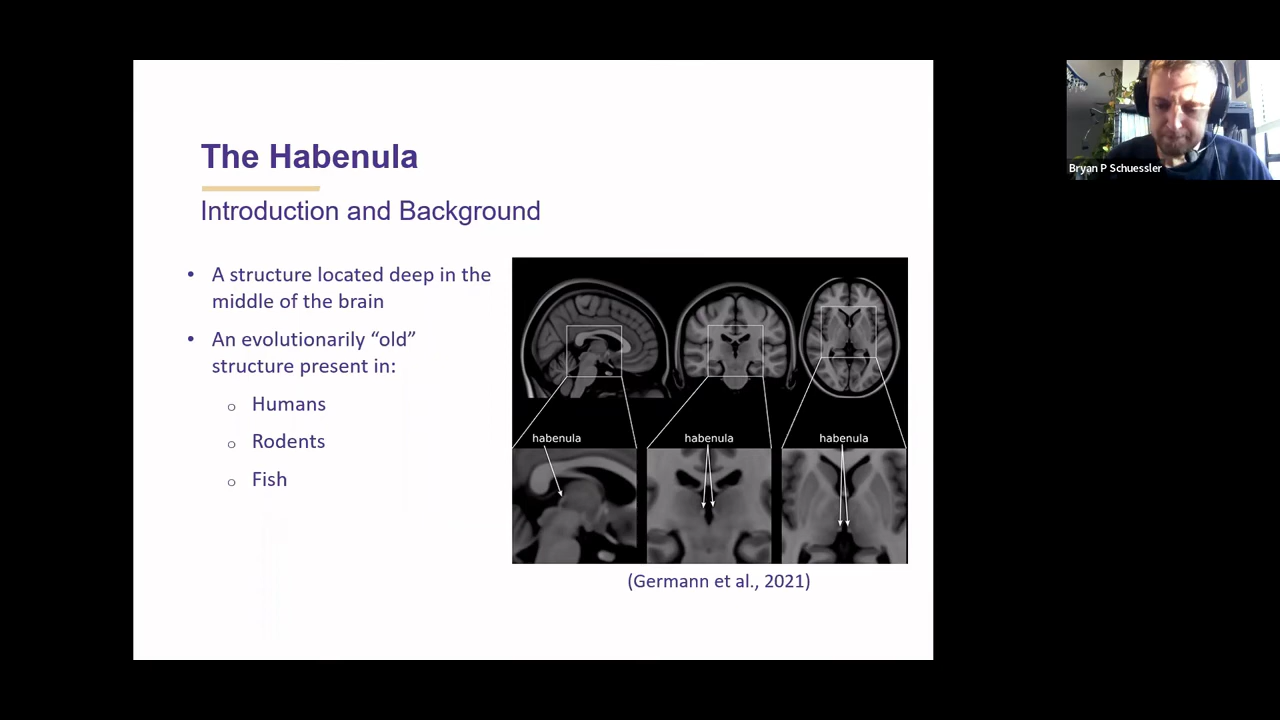 The Habenula
Introduction and Background
• A structure located deep in the
middle of the brain
• An evolutionarily “old”
structure present in:
o Humans
o Rodents
o Fish
habenula
habenula
habenula
(Germann et al., 2021)
Bryan P Schuessler